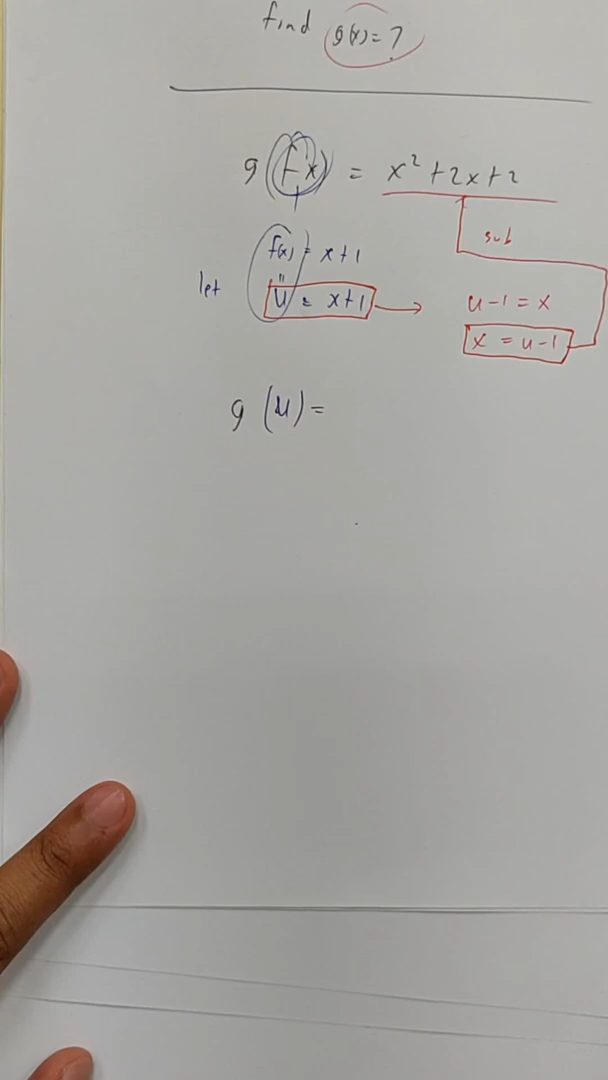 find g(x) = ?
g(f(x)) = x² + 2x + 2
f(x) = x + 1
sub
let u = x + 1 → u - 1 = x
x = u - 1
g(u) =